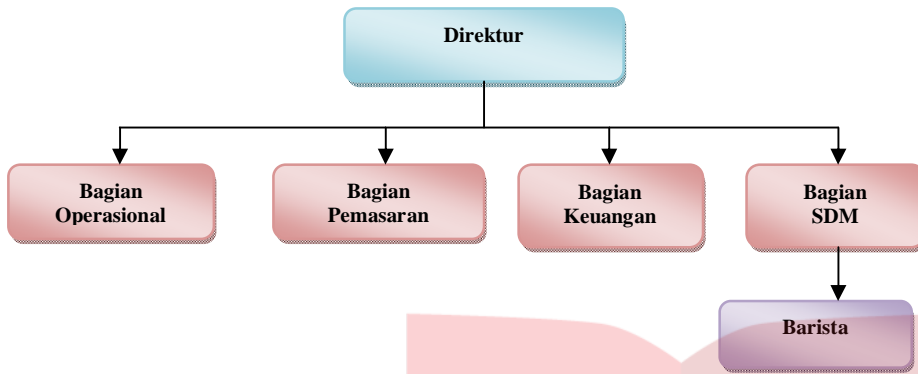 Direktur
Bagian
Operasional
Bagian
Pemasaran
Bagian
Keuangan
Bagian
SDM
Barista